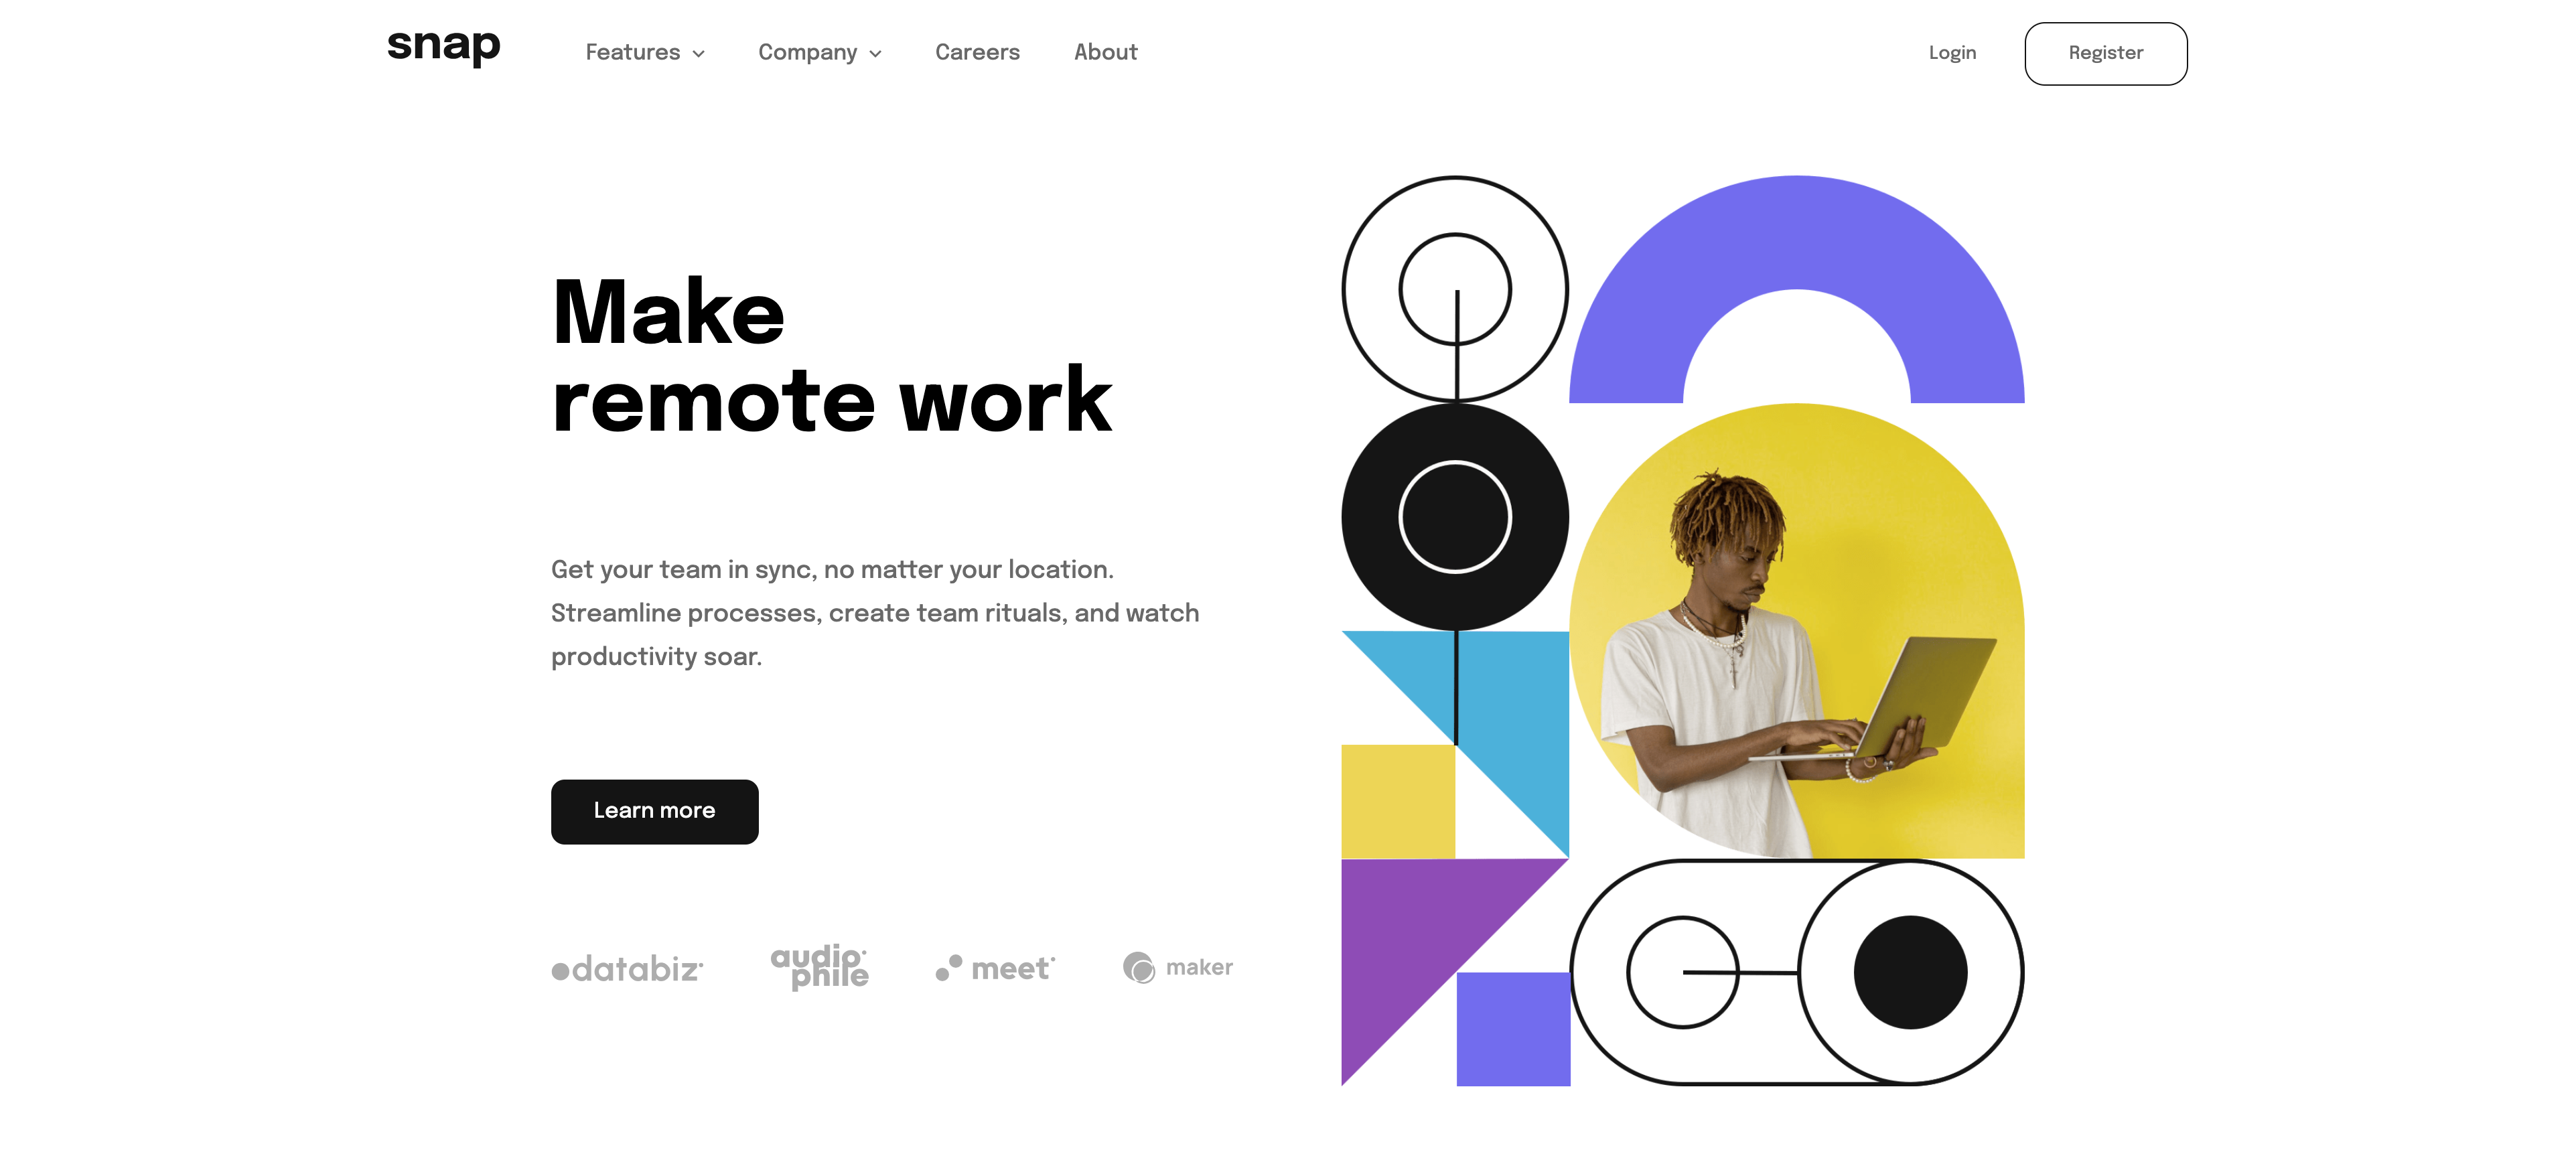 snap
Features
Company
Careers
About
Login
Register
Make
remote work
Get your team in sync, no matter your location.
Streamline processes, create team rituals, and watch
productivity soar.
Learn more
databiz
audio
phile
meet
maker